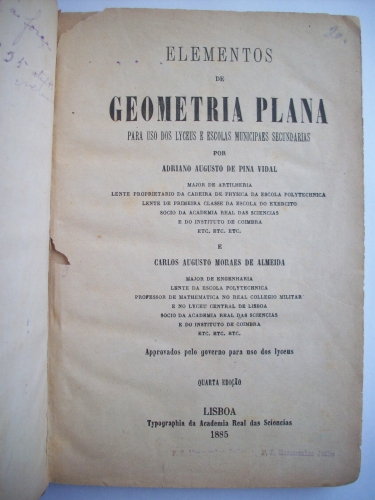 ELEMENTOS
DE
GEOMETRIA PLANA
PARA USO DOS LYCEUS E ESCOLAS MUNICIPAES SECUNDARIAS
POR
ADRIANO AUGUSTO DE PINA VIDAL
MAJOR DE ARTILHERIA
LENTE PROPRIETARIO DA CADEIRA DE PHYSICA DA ESCOLA POLYTECHNICA
LENTE DE PRIMEIRA CLASSE DA ESCOLA DO EXERCITO
SOCIO DA ACADEMIA REAL DAS SCIENCIAS
E DO INSTITUTO DE COIMBRA
ETC. ETC. ETC.
E
CARLOS AUGUSTO MORAES DE ALMEIDA
MAJOR DE ENGENHARIA
LENTE DA ESCOLA POLYTECHNICA
PROFESSOR DE MATHEMATICA NO REAL COLLEGIO MILITAR
E NO LYCEU CENTRAL DE LISBOA
SOCIO DA ACADEMIA REAL DAS SCIENCIAS
E DO INSTITUTO DE COIMBRA
ETC. ETC. ETC.
Approvados pelo governo para uso dos lyceus
QUARTA EDIÇÃO
LISBOA
Typographia da Academia Real das Sciencias
1885